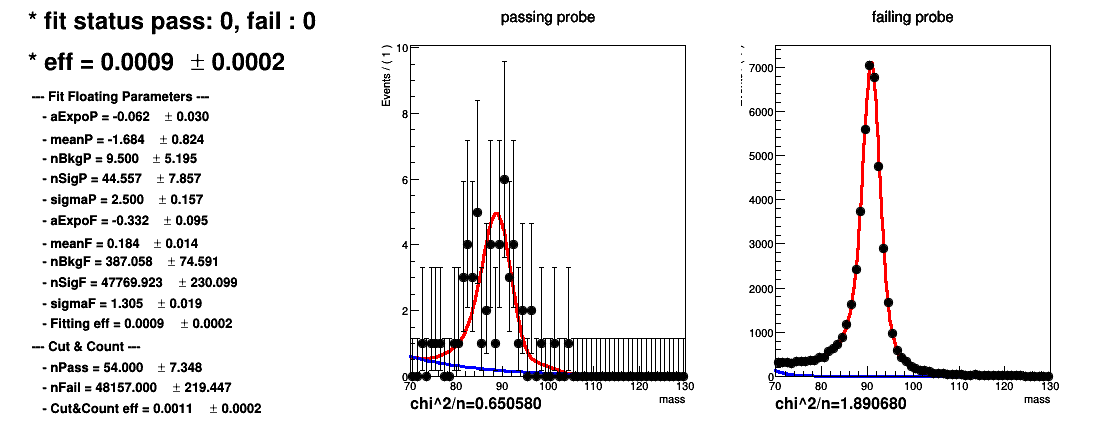 * fit status pass: 0, fail : 0
* eff = 0.0009 ± 0.0002
--- Fit Floating Parameters ---
- aExpoP = -0.062 ± 0.030
- meanP = -1.684 ± 0.824
- nBkgP = 9.500 ± 5.195
- nSigP = 44.557 ± 7.857
- sigmaP = 2.500 ± 0.157
- aExpoF = -0.332 ± 0.095
- meanF = 0.184 ± 0.014
- nBkgF = 387.058 ± 74.591
- nSigF = 47769.923 ± 230.099
- sigmaF = 1.305 ± 0.019
- Fitting eff = 0.0009 ± 0.0002
--- Cut & Count ---
- nPass = 54.000 ± 7.348
- nFail = 48157.000 ± 219.447
- Cut&Count eff = 0.0011 ± 0.0002
passing probe
Events / ( 1 )
10
8
6
4
2
0
70 80 90 100 110 120 130
mass
chi^2/n=0.650580
failing probe
7000
6000
5000
4000
3000
2000
1000
0
70 80 90 100 110 120 130
mass
chi^2/n=1.890680